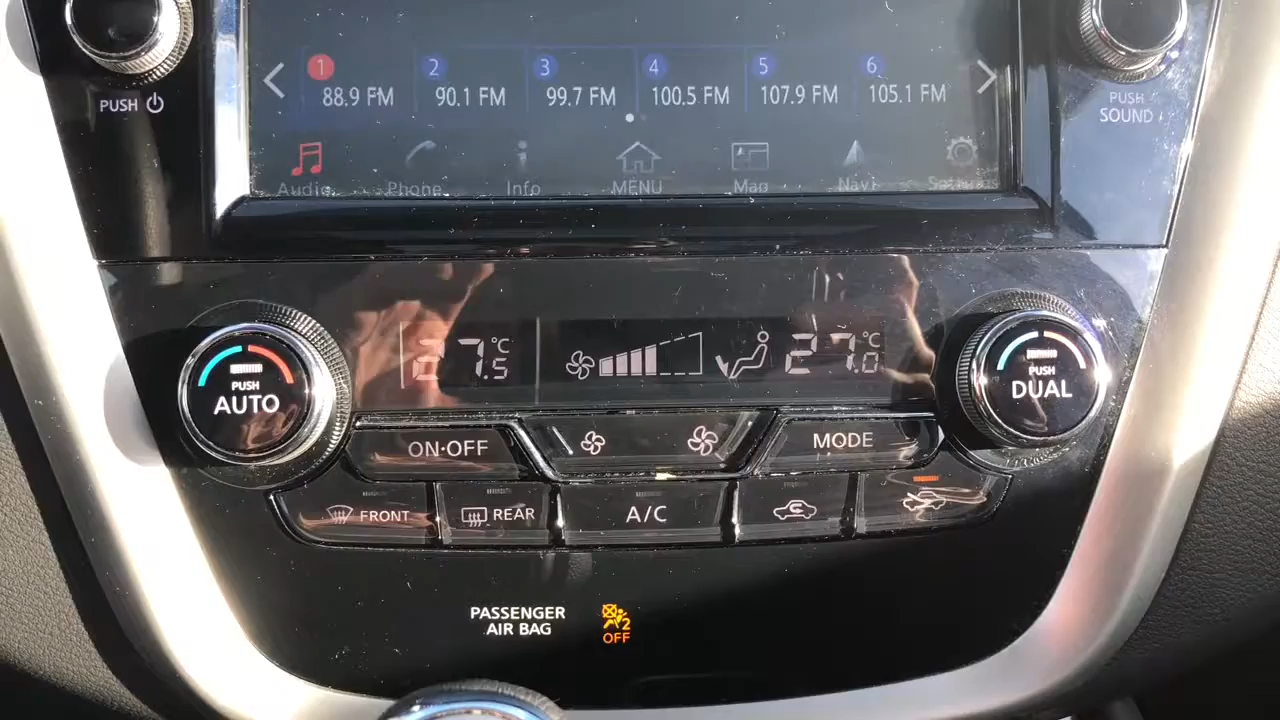 1 2 3 4 5 6
88.9 FM 90.1 FM 99.7 FM 100.5 FM 107.9 FM 105.1 FM
PUSH
PUSH
SOUND
Audio Phone Info MENU Map Navi Settings
27.5 °C
27.0 °C
PUSH
AUTO
PUSH
DUAL
ON·OFF MODE
FRONT REAR A/C
PASSENGER
AIR BAG
2
OFF